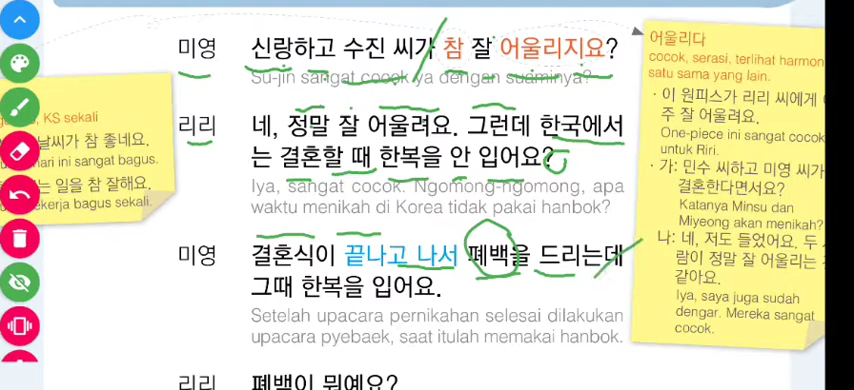 미영 신랑하고 수진 씨가 참 잘 어울리지요?
Su-jin sangat cocok ya dengan suaminya?
리리 네, 정말 잘 어울려요. 그런데 한국에서
는 결혼할 때 한복을 안 입어요?
Iya, sangat cocok. Ngomong-ngomong, apa
waktu menikah di Korea tidak pakai hanbok?
미영 결혼식이 끝나고 나서 폐백을 드리는데
그때 한복을 입어요.
Setelah upacara pernikahan selesai dilakukan
upacara pyebaek, saat itulah memakai hanbok.
리리 폐백이 뭐예요?
KS sekali
날씨가 참 좋네요.
hari ini sangat bagus.
는 일을 참 잘해요.
bekerja bagus sekali.
어울리다
cocok, serasi, terlihat harmon
satu sama yang lain.
· 이 원피스가 리리 씨에게
주 잘 어울려요.
One-piece ini sangat cocok
untuk Riri.
· 가: 민수 씨하고 미영 씨가
결혼한다면서요?
Katanya Minsu dan
Miyeong akan menikah?
나: 네, 저도 들었어요. 두
람이 정말 잘 어울리는
같아요.
Iya, saya juga sudah
dengar. Mereka sangat
cocok.